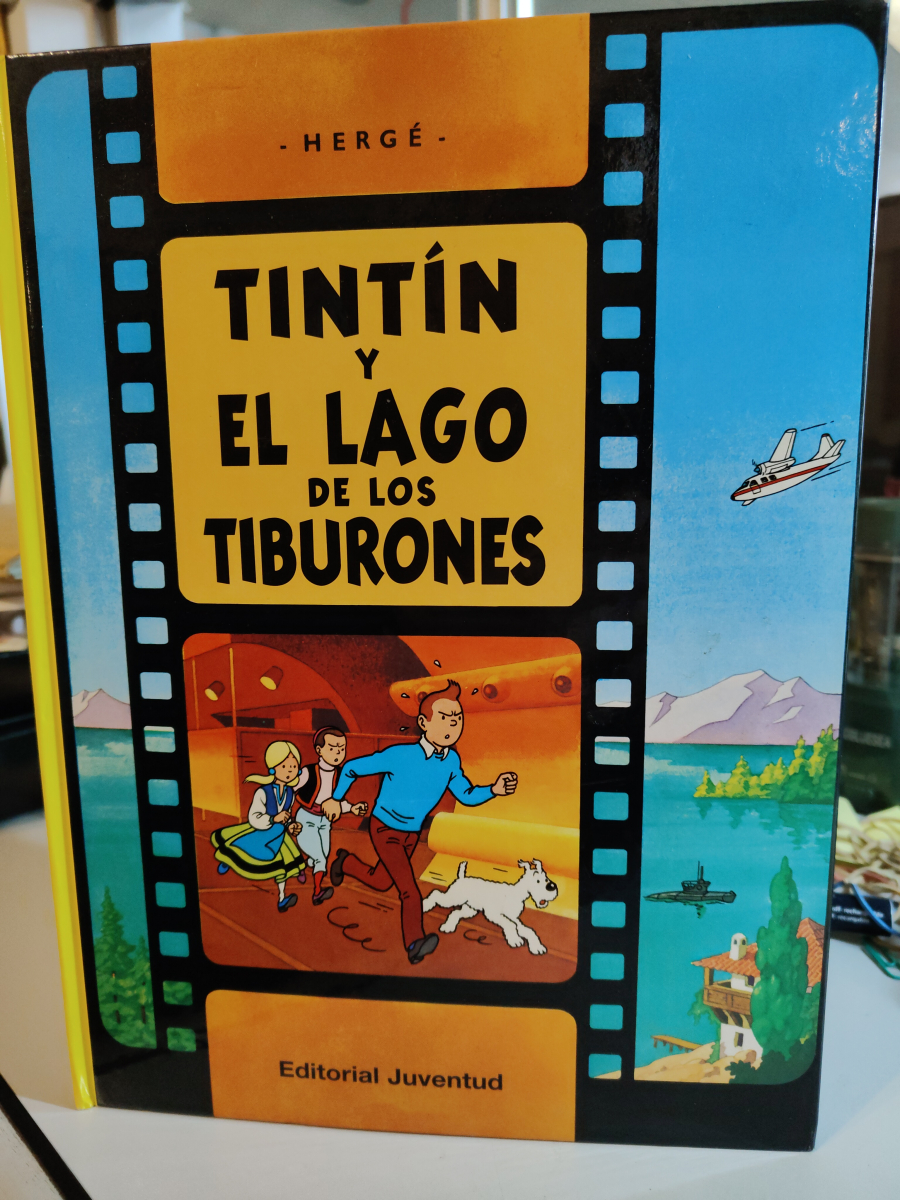 - HERGÉ -
TINTÍN
Y
EL LAGO
DE LOS
TIBURONES
Editorial Juventud